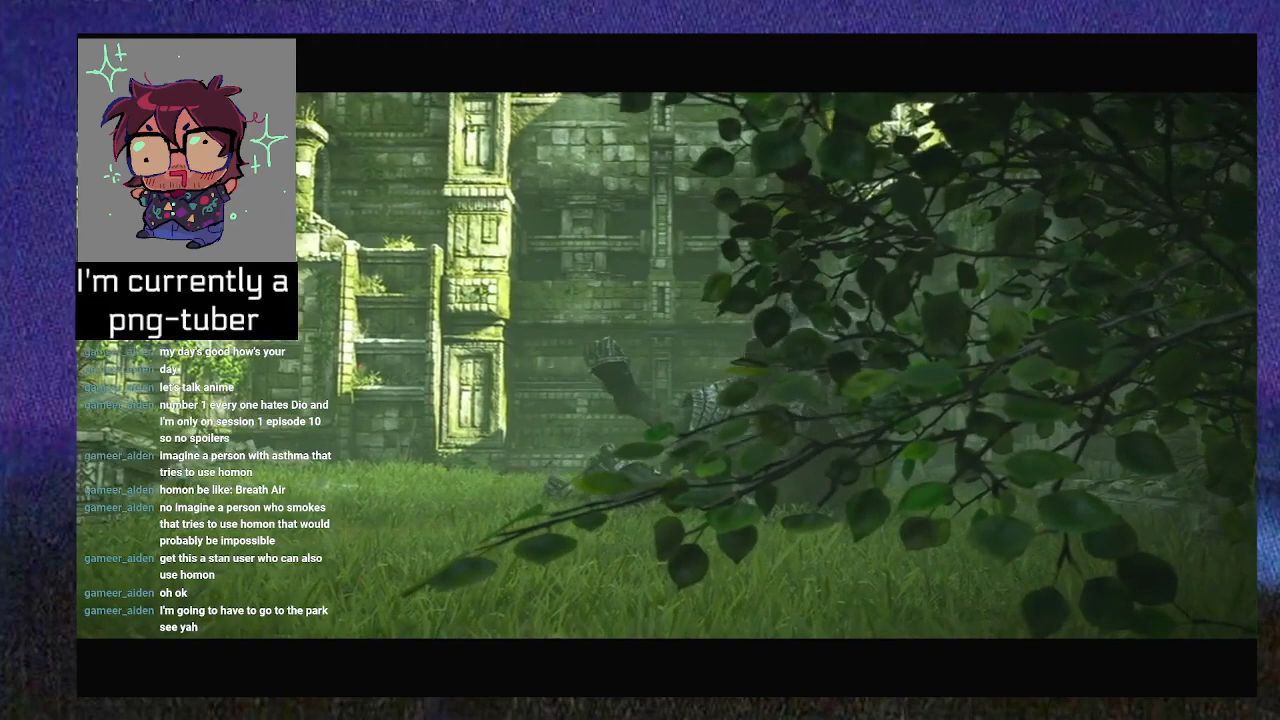 I'm currently a
png-tuber
gameer_aiden my day's good how's your
day
gameer_aiden let's talk anime
gameer_aiden number 1 every one hates Dio and
I'm only on session 1 episode 10
so no spoilers
gameer_aiden imagine a person with asthma that
tries to use homon
gameer_aiden homon be like: Breath Air
gameer_aiden no imagine a person who smokes
that tries to use homon that would
probably be impossible
gameer_aiden get this a stan user who can also
use homon
gameer_aiden oh ok
gameer_aiden I'm going to have to go to the park
see yah